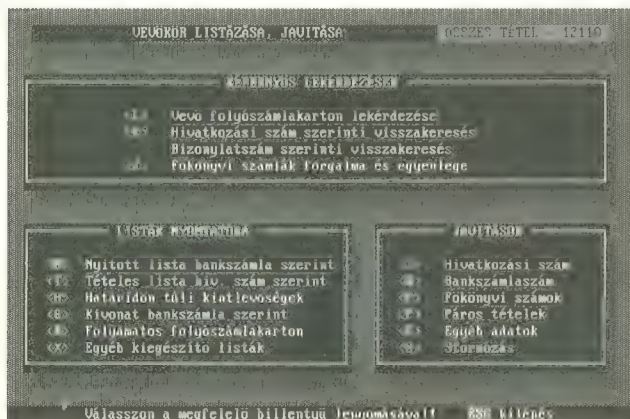 VEVŐKÖR LISTÁZÁSA, JAVÍTÁSA
ÖSSZES TÉTEL - 12110
LEKÉRDEZÉSEI
Vevő folyószámlakarton lekérdezése
Hivatkozási szám szerinti visszakeresés
Bizonylatszám szerinti visszakeresés
Főkönyvi számlák forgalma és egyenlege
LISTÁK NYOMTATÓRA
Nyitott lista bankszámla szerint
Tételes lista hiv. szám szerint
Határidőn túli kintlevőségek
Kivonat bankszámla szerint
Folyamatos folyószámlakarton
<X> Egyéb kiegészítő listák
JAVÍTÁSOK
Hivatkozási szám
Bankszámlaszám
Főkönyvi számok
Páros tételek
Egyéb adatok
Stornózás
Válasszon a megfelelő billentyű lenyomásával! ESC kilépés